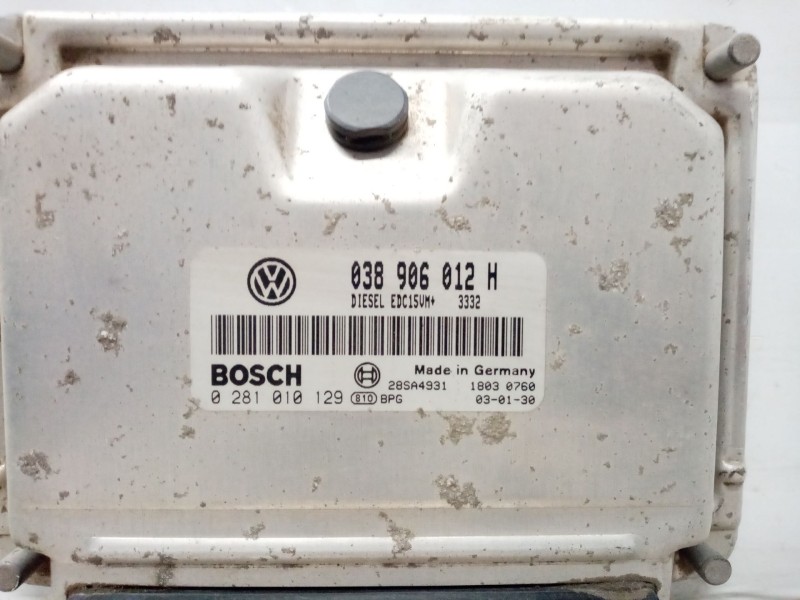 VW 038 906 012 H
DIESEL EDC15VM+ 3332
BOSCH Made in Germany
28SA4931 1803 0760
0 281 010 129 810 BPG 03-01-30